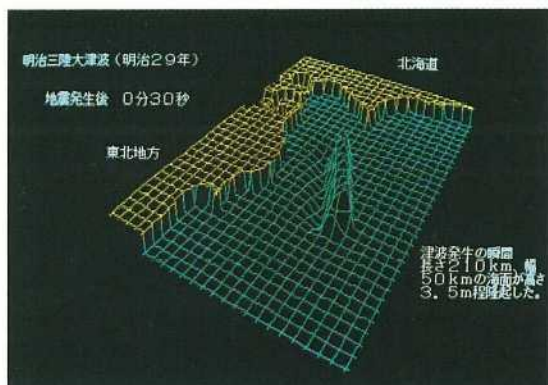 明治三陸大津波（明治29年）
北海道
地震発生後　0分30秒
東北地方
津波発生の瞬間
長さ210km、幅
50kmの海面が高さ
3．5m程隆起した。